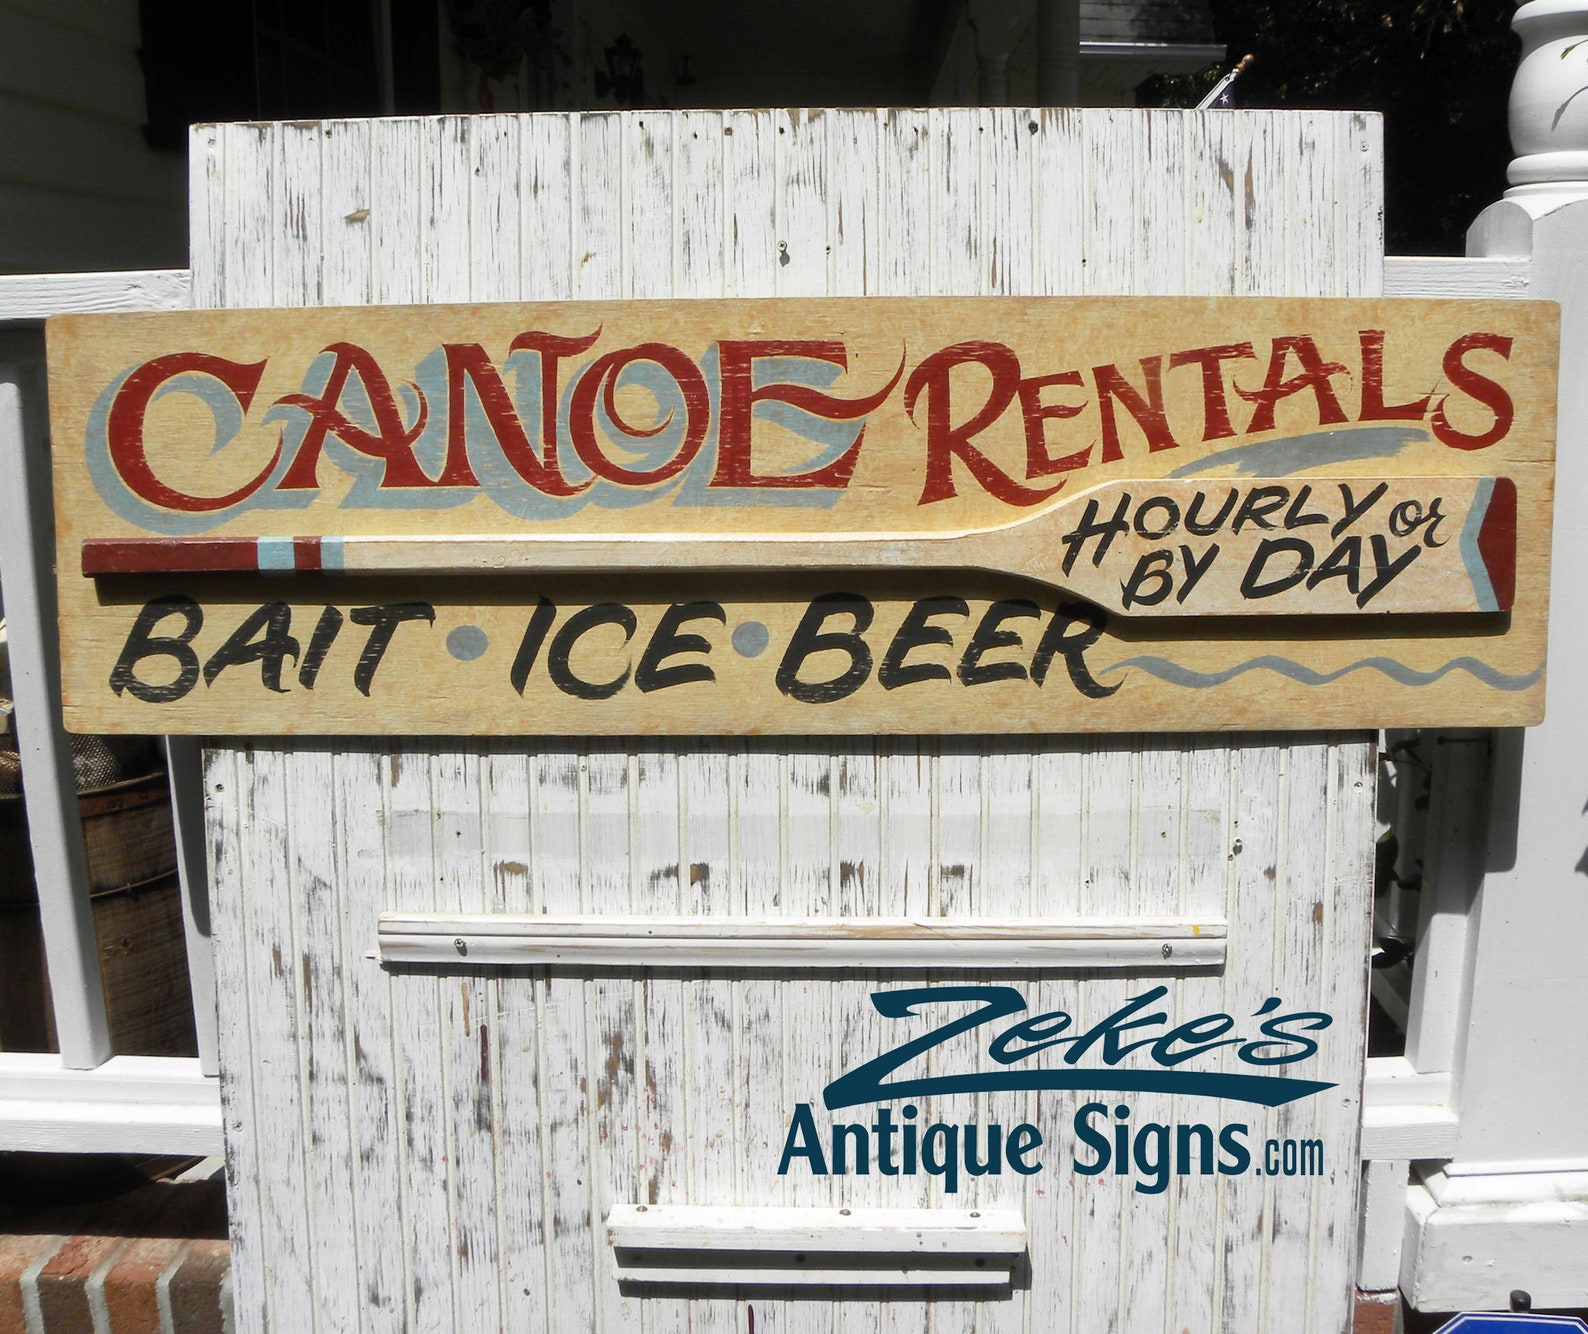 CANOE RENTALS
HOURLY or
BY DAY
BAIT · ICE · BEER
Zeke's
Antique Signs.com